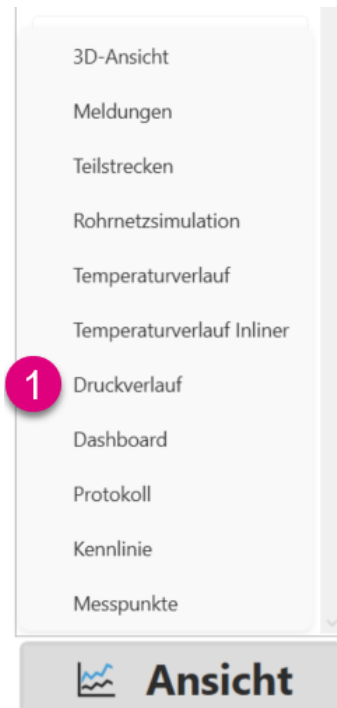 3D-Ansicht
Meldungen
Teilstrecken
Rohrnetzsimulation
Temperaturverlauf
Temperaturverlauf Inliner
1 Druckverlauf
Dashboard
Protokoll
Kennlinie
Messpunkte
Ansicht